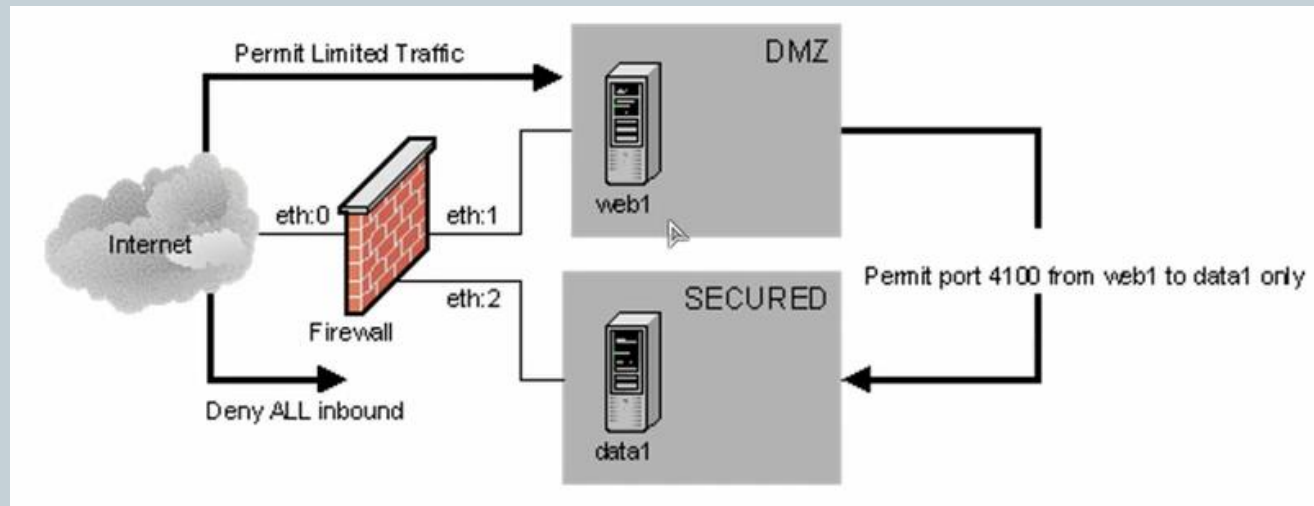 Permit Limited Traffic
DMZ
web1
eth:0
eth:1
Internet
Permit port 4100 from web1 to data1 only
eth:2
SECURED
Firewall
Deny ALL inbound
data1